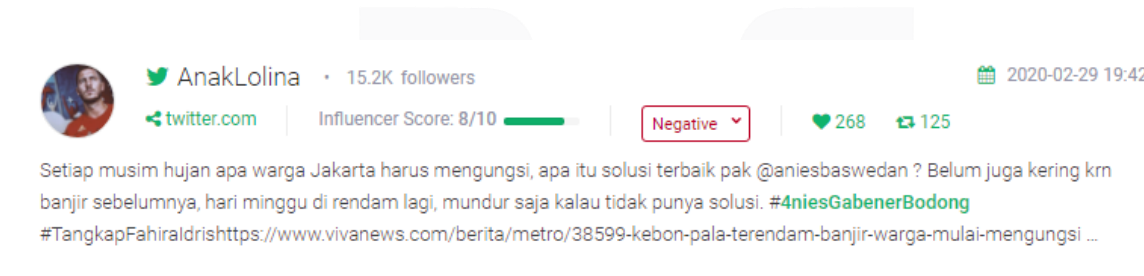 AnakLolina • 15.2K followers 2020-02-29 19:42
twitter.com Influencer Score: 8/10 Negative 268 125
Setiap musim hujan apa warga Jakarta harus mengungsi, apa itu solusi terbaik pak @aniesbaswedan ? Belum juga kering krn
banjir sebelumnya, hari minggu di rendam lagi, mundur saja kalau tidak punya solusi. #4niesGabenerBodong
#TangkapFahiraIdrishttps://www.vivanews.com/berita/metro/38599-kebon-pala-terendam-banjir-warga-mulai-mengungsi ...